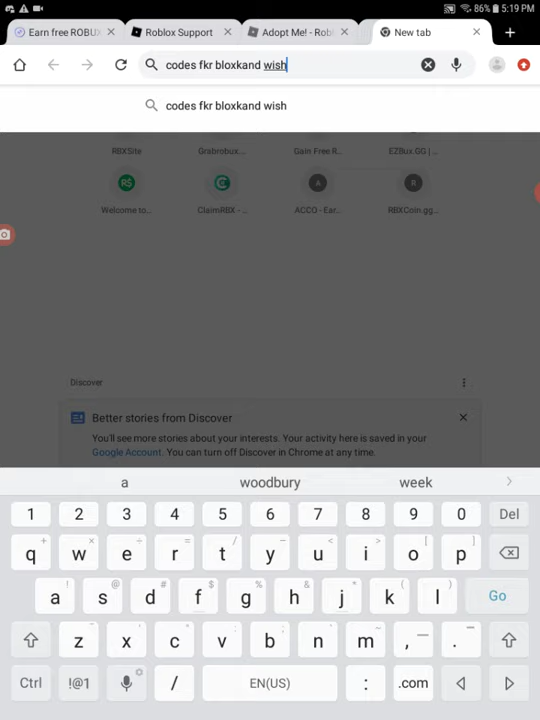 86% 5:19 PM
Earn free ROBUX
Roblox Support
Adopt Me! - Robl
New tab
codes fkr bloxkand wish
codes fkr bloxkand wish
RBXSite
Grabrobux...
Gain Free R...
EZBux.GG |...
R$
A
R
Welcome to...
ClaimRBX - ...
ACCO - Ear...
RBXCoin.gg...
Discover
Better stories from Discover
You'll see more stories about your interests. Your activity here is saved in your
Google Account. You can turn off Discover in Chrome at any time.
a woodbury week
1 2 3 4 5 6 7 8 9 0 Del
q w e r t y u i o p
a s d f g h j k l Go
z x c v b n m , .
Ctrl !@1 / EN(US) : .com